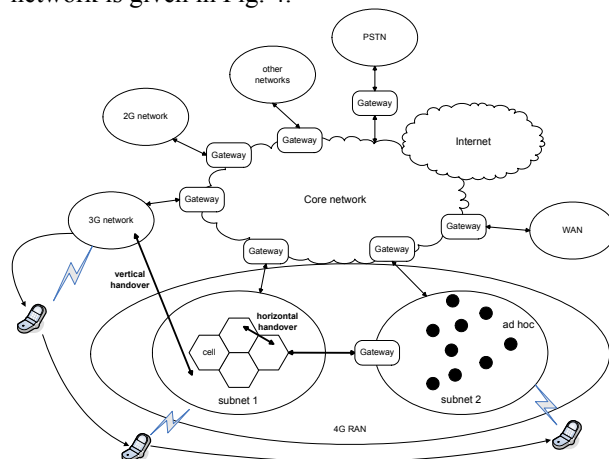 network is given in Fig. 4.
PSTN
other
networks
Gateway
2G network
Internet
Gateway
Gateway
Gateway
Core network
3G network
Gateway
WAN
Gateway
Gateway
vertical
handover
horizontal
handover
ad hoc
cell
Gateway
subnet 1
subnet 2
4G RAN